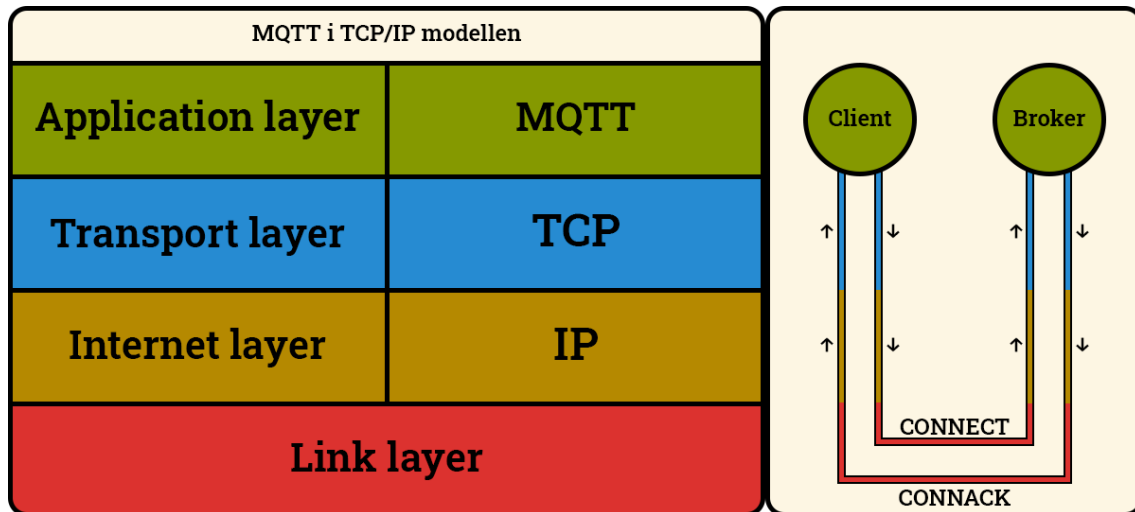 MQTT i TCP/IP modellen
Application layer
MQTT
Transport layer
TCP
Internet layer
IP
Link layer
Client
Broker
↑ ↓ ↑ ↓
↑ ↓ ↑ ↓
CONNECT
CONNACK